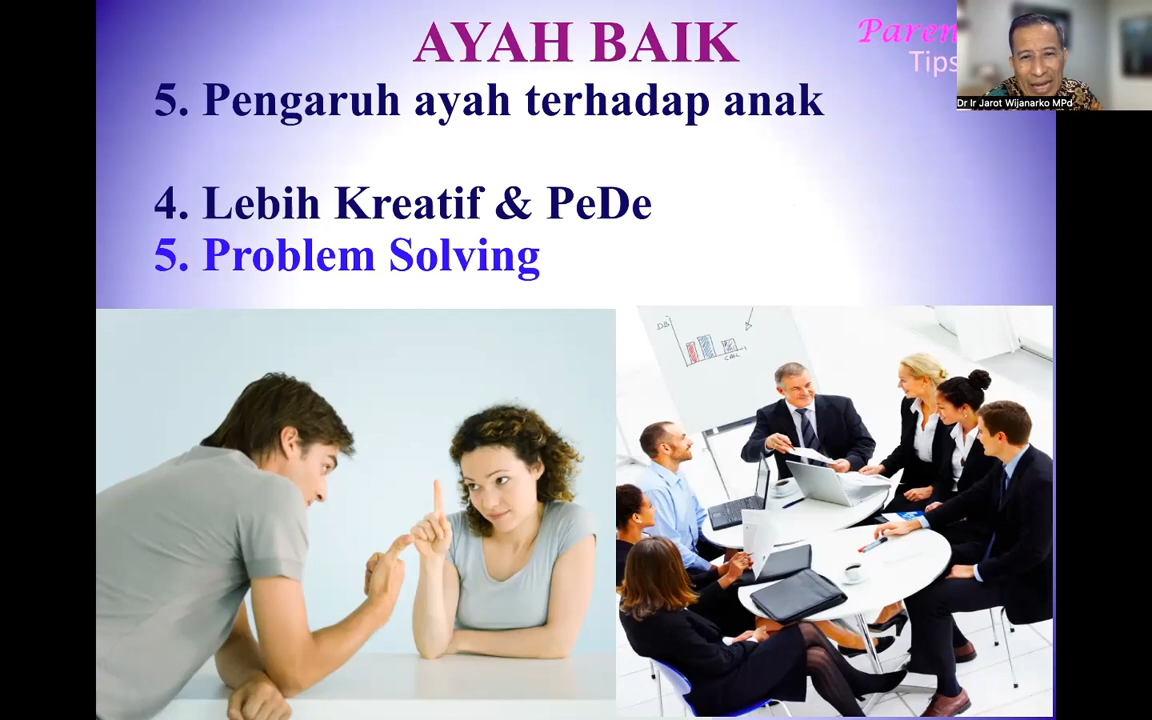 AYAH BAIK
Paren
Tips
5. Pengaruh ayah terhadap anak
Dr Ir Jarot Wijanarko MPd
4. Lebih Kreatif & PeDe
5. Problem Solving